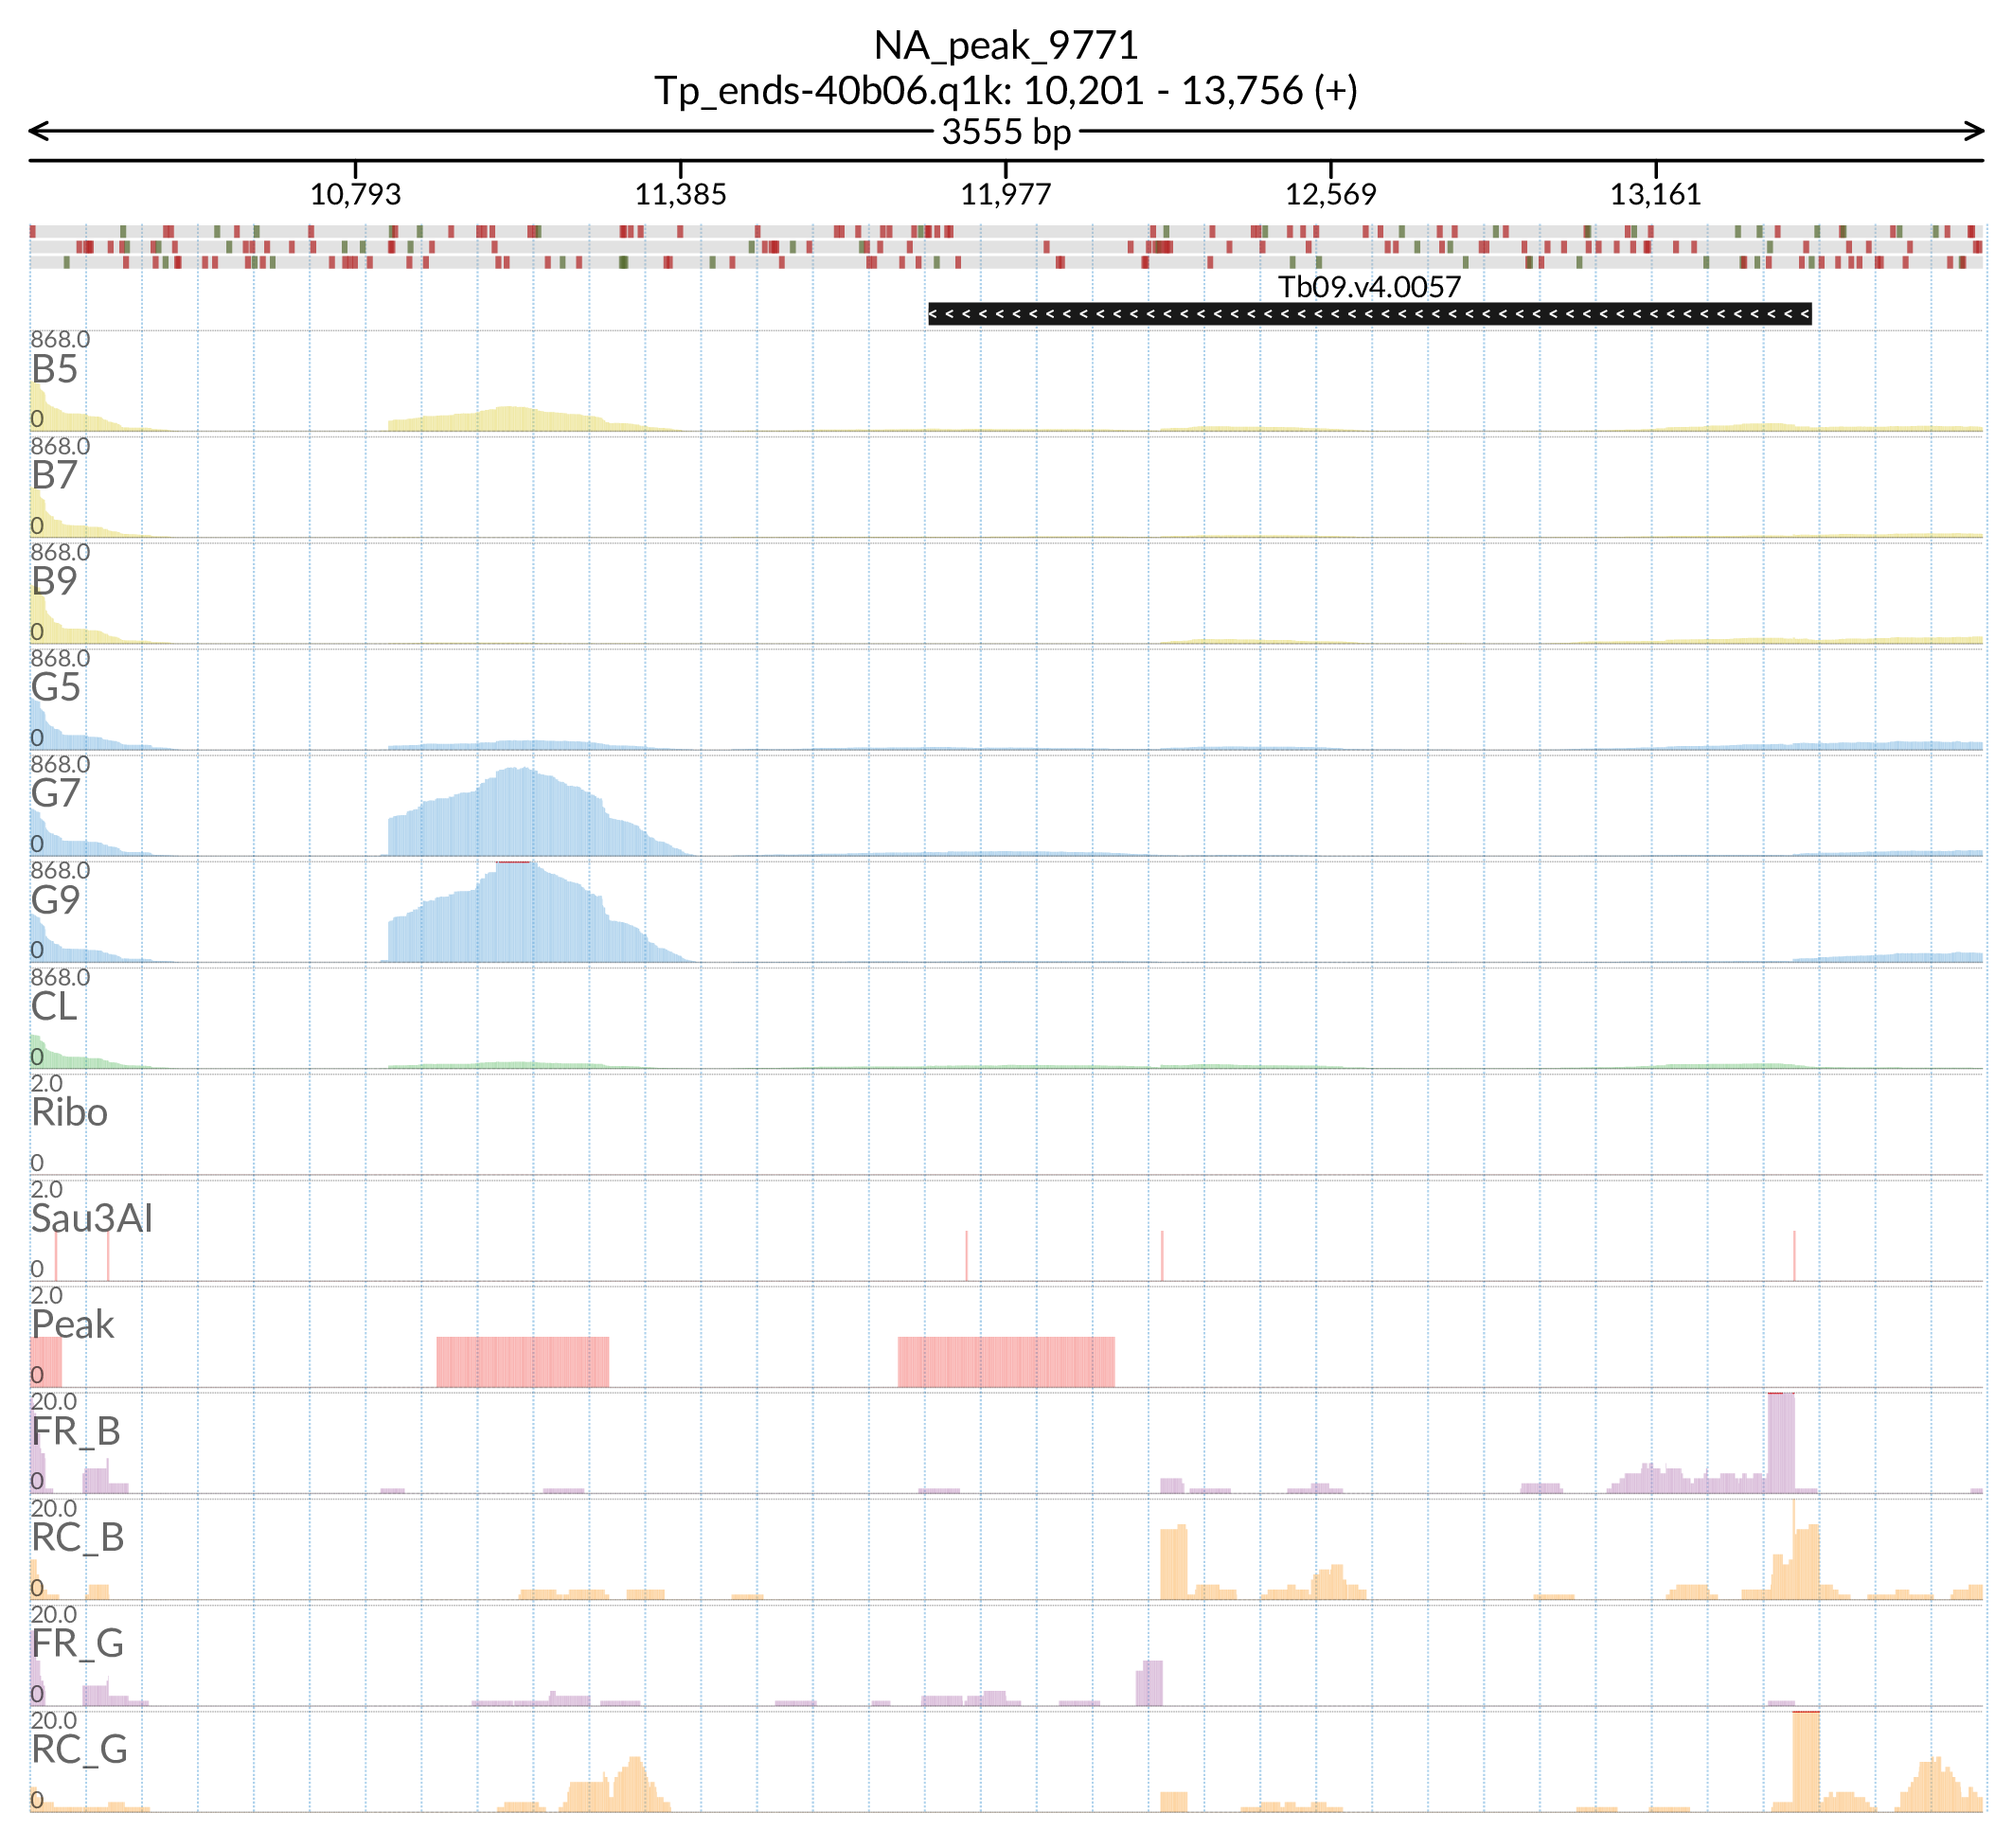 NA_peak_9771
Tp_ends-40b06.q1k: 10,201 - 13,756 (+)
3555 bp
10,793 11,385 11,977 12,569 13,161
Tb09.v4.0057
868.0
B5
0
868.0
B7
0
868.0
B9
0
868.0
G5
0
868.0
G7
0
868.0
G9
0
868.0
CL
0
2.0
Ribo
0
2.0
Sau3AI
0
2.0
Peak
0
20.0
FR_B
0
20.0
RC_B
0
20.0
FR_G
0
20.0
RC_G
0